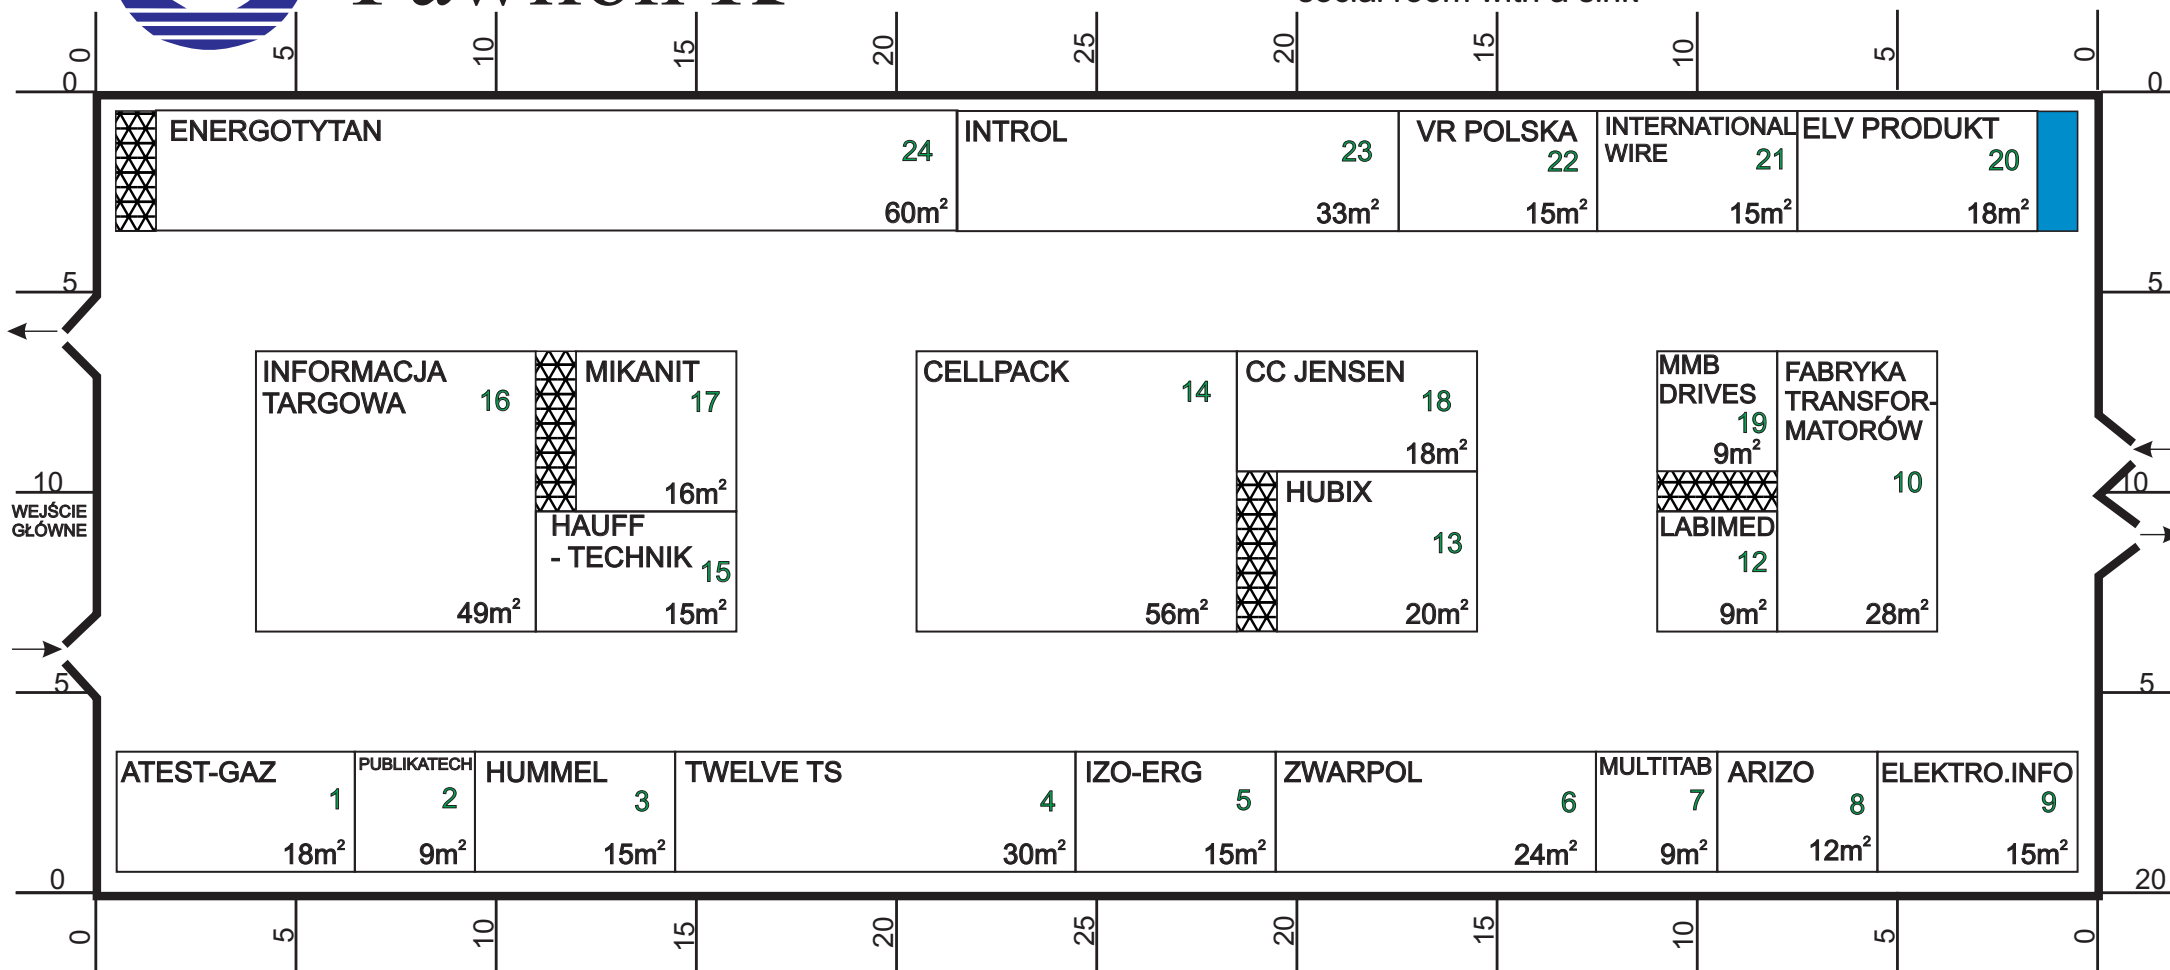 0 5 10 15 20 25 20 15 10 5 0
0 0
ENERGOTYTAN 24 60m²
INTROL 23 33m²
VR POLSKA 22 15m²
INTERNATIONAL
WIRE 21 15m²
ELV PRODUKT 20 18m²
5 5
INFORMACJA
TARGOWA 16 49m²
MIKANIT 17 16m²
HAUFF
- TECHNIK 15 15m²
CELLPACK 14 56m²
CC JENSEN 18 18m²
HUBIX 13 20m²
MMB
DRIVES 19 9m²
LABIMED 12 9m²
FABRYKA
TRANSFOR-
MATORÓW 10 28m²
10 10
WEJŚCIE
GŁÓWNE
5 5
ATEST-GAZ 1 18m²
PUBLIKATECH 2 9m²
HUMMEL 3 15m²
TWELVE TS 4 30m²
IZO-ERG 5 15m²
ZWARPOL 6 24m²
MULTITAB 7 9m²
ARIZO 8 12m²
ELEKTRO.INFO 9 15m²
0 20
0 5 10 15 20 25 20 15 10 5 0